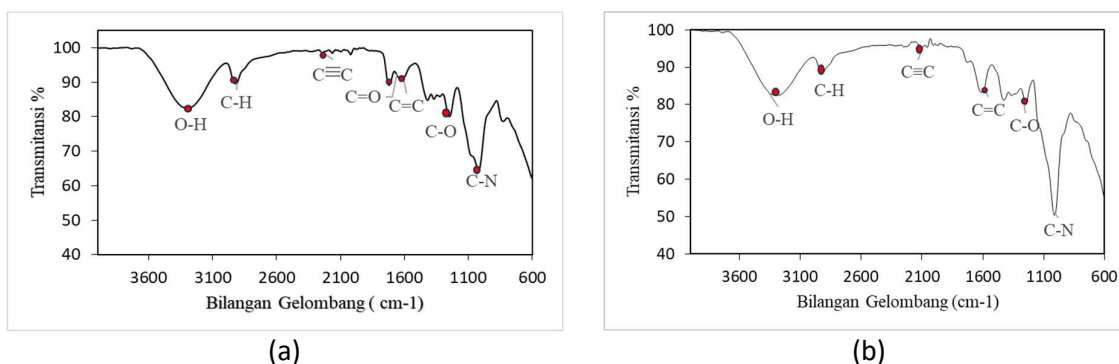 100
90
80
70
60
50
40
Transmitansi %
O-H
C-H
C≡C
C=O
C=C
C-O
C-N
3600 3100 2600 2100 1600 1100 600
Bilangan Gelombang ( cm-1)
(a)
100
90
80
70
60
50
40
Transmitansi %
O-H
C-H
C≡C
C=C
C-O
C-N
3600 3100 2600 2100 1600 1100 600
Bilangan Gelombang (cm-1)
(b)